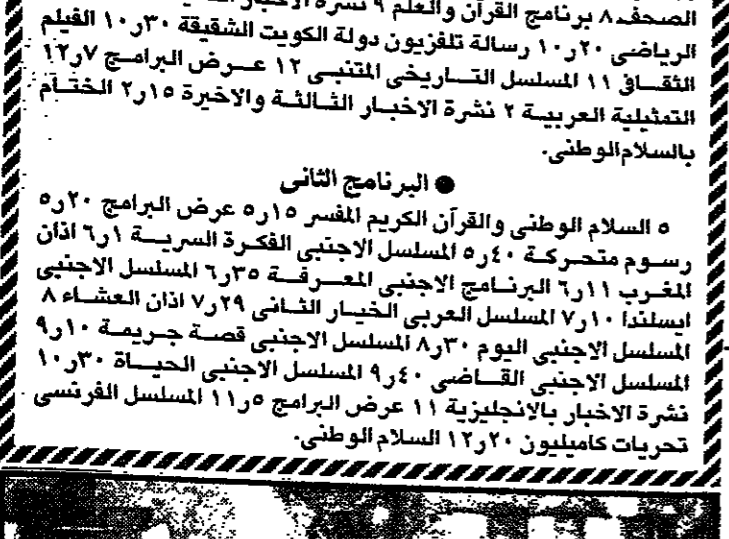 الصحف ٨ برنامج القرآن والعلم ٩ نشرة الاخبار
الرياضى ٢٠ر١٠ رسالة تلفزيون دولة الكويت الشقيقة ٣٠ر١٠ الفيلم
الثقافى ١١ المسلسل التاريخى المتنبى ١٢ عرض البرامج ٧ر١٢
التمثيلية العربية ٢ نشرة الاخبار الثالثة والاخيرة ١٥ر٢ الختام
بالسلام الوطنى.
● البرنامج الثانى
٥ السلام الوطنى والقرآن الكريم المفسر ١٥ر٥ عرض البرامج ٢٠ر٥
رسوم متحركة ٤٠ر٥ المسلسل الاجنبى الفكرة السرية ١ر٦ اذان
المغرب ١١ر٦ البرنامج الاجنبى المعرفة ٣٥ر٦ المسلسل الاجنبى
ايسلندا ١٠ر٧ المسلسل العربى الخيار الثانى ٢٩ر٧ اذان العشاء ٨
المسلسل الاجنبى اليوم ٣٠ر٨ المسلسل الاجنبى قصة جريمة ١٠ر٩
المسلسل الاجنبى القاضى ٤٠ر٩ المسلسل الاجنبى الحياة ٣٠ر١٠
نشرة الاخبار بالانجليزية ١١ عرض البرامج ٥ر١١ المسلسل الفرنسى
تحريات كاميليون ٢٠ر١٢ السلام الوطنى.